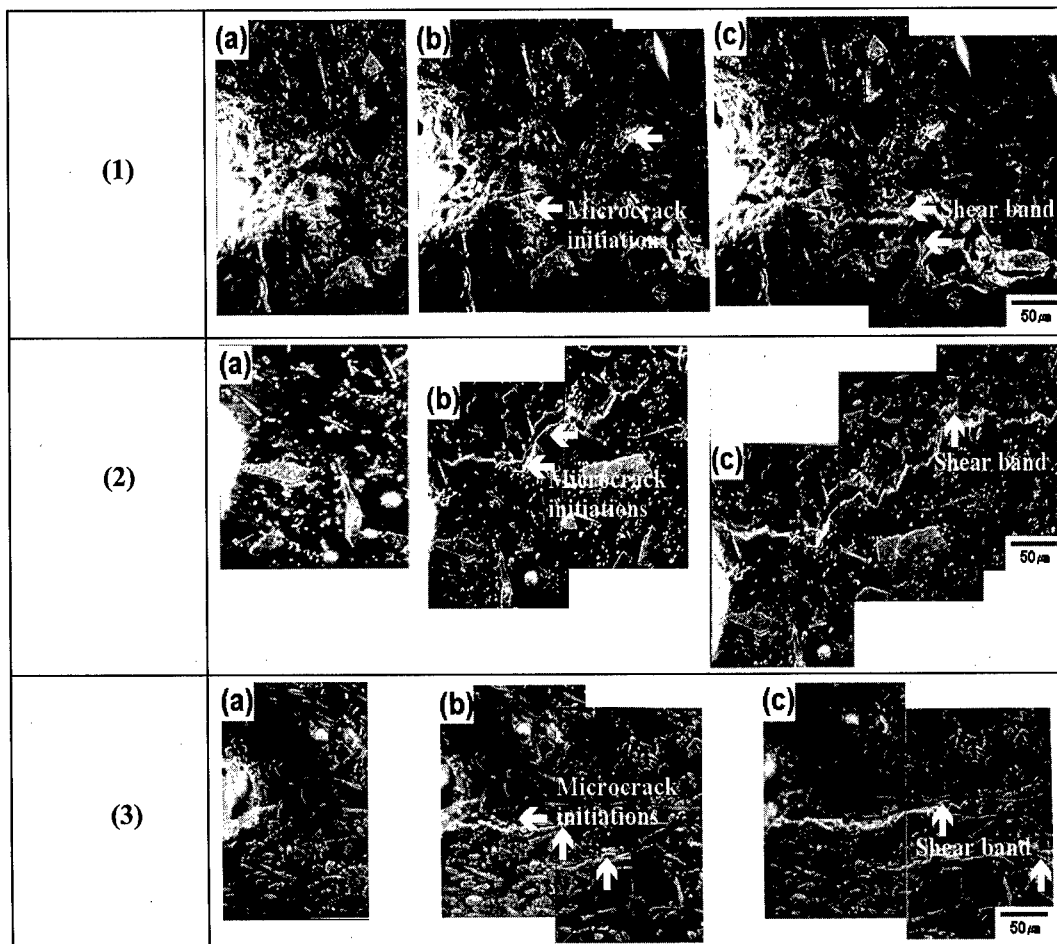 (1)
(a)
(b)
(c)
Microcrack
initiations
Shear band
50㎛
(2)
(a)
(b)
(c)
Microcrack
initiations
Shear band
50㎛
(3)
(a)
(b)
(c)
Microcrack
initiations
Shear band
50㎛